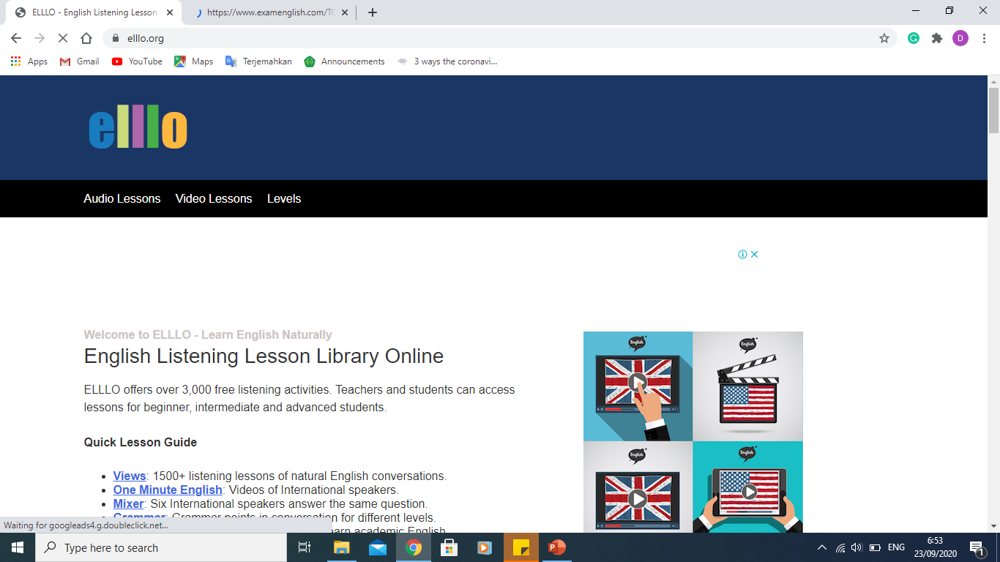 ELLLO - English Listening Lesson
https://www.examenglish.com/TO
elllo.org
D
Apps Gmail YouTube Maps Terjemahkan Announcements 3 ways the coronavi...
elllo
Audio Lessons Video Lessons Levels
Welcome to ELLLO - Learn English Naturally
English Listening Lesson Library Online
ELLLO offers over 3,000 free listening activities. Teachers and students can access
lessons for beginner, intermediate and advanced students.
Quick Lesson Guide
Views: 1500+ listening lessons of natural English conversations.
One Minute English: Videos of International speakers.
Mixer: Six International speakers answer the same question.
Grammar: Grammar points in conversation for different levels.
earn academic English
English
English
English
English
Waiting for googleads4.g.doubleclick.net...
Type here to search
ENG
6:53
23/09/2020
1